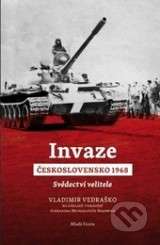 Invaze
ČESKOSLOVENSKO 1968
Svědectví velitele
VLADIMIR VEDRAŠKO
Mladá fronta